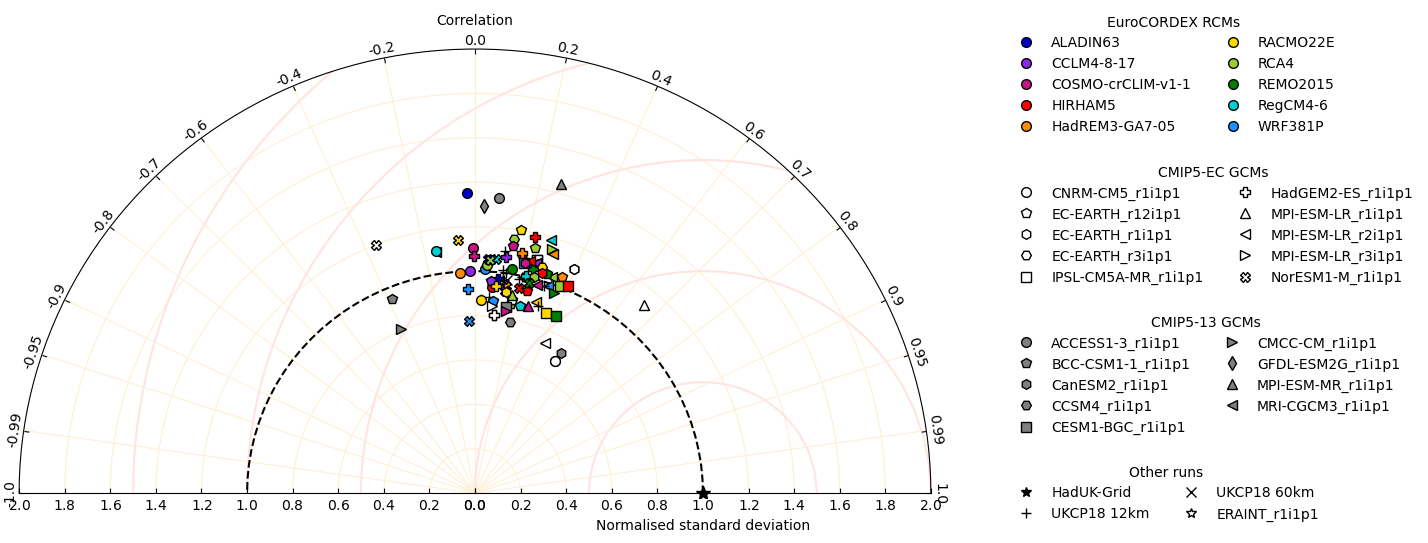 Correlation
-0.2 0.0 0.2
-0.4 0.4
-0.6 0.6
-0.7 0.7
-0.8 0.8
-0.9 0.9
-0.95 0.95
-0.99 0.99
-1.0 1.0
2.0 1.8 1.6 1.4 1.2 1.0 0.8 0.6 0.4 0.2 0.0 0.2 0.4 0.6 0.8 1.0 1.2 1.4 1.6 1.8 2.0
Normalised standard deviation
EuroCORDEX RCMs
ALADIN63 RACMO22E
CCLM4-8-17 RCA4
COSMO-crCLIM-v1-1 REMO2015
HIRHAM5 RegCM4-6
HadREM3-GA7-05 WRF381P
CMIP5-EC GCMs
CNRM-CM5_r1i1p1 HadGEM2-ES_r1i1p1
EC-EARTH_r12i1p1 MPI-ESM-LR_r1i1p1
EC-EARTH_r1i1p1 MPI-ESM-LR_r2i1p1
EC-EARTH_r3i1p1 MPI-ESM-LR_r3i1p1
IPSL-CM5A-MR_r1i1p1 NorESM1-M_r1i1p1
CMIP5-13 GCMs
ACCESS1-3_r1i1p1 CMCC-CM_r1i1p1
BCC-CSM1-1_r1i1p1 GFDL-ESM2G_r1i1p1
CanESM2_r1i1p1 MPI-ESM-MR_r1i1p1
CCSM4_r1i1p1 MRI-CGCM3_r1i1p1
CESM1-BGC_r1i1p1
Other runs
HadUK-Grid UKCP18 60km
UKCP18 12km ERAINT_r1i1p1